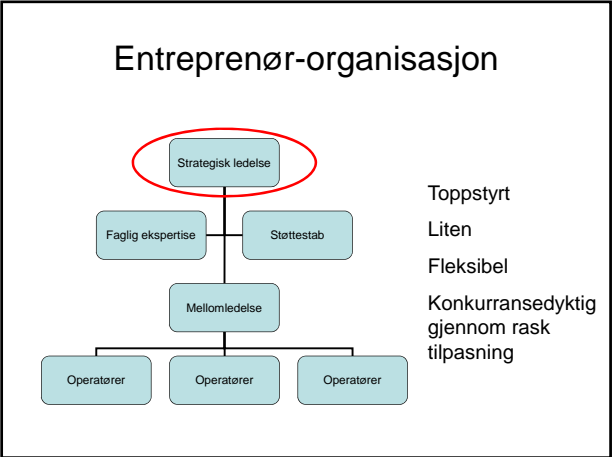 Entreprenør-organisasjon
Strategisk ledelse
Faglig ekspertise
Støttestab
Mellomledelse
Operatører
Operatører
Operatører
Toppstyrt
Liten
Fleksibel
Konkurransedyktig
gjennom rask
tilpasning